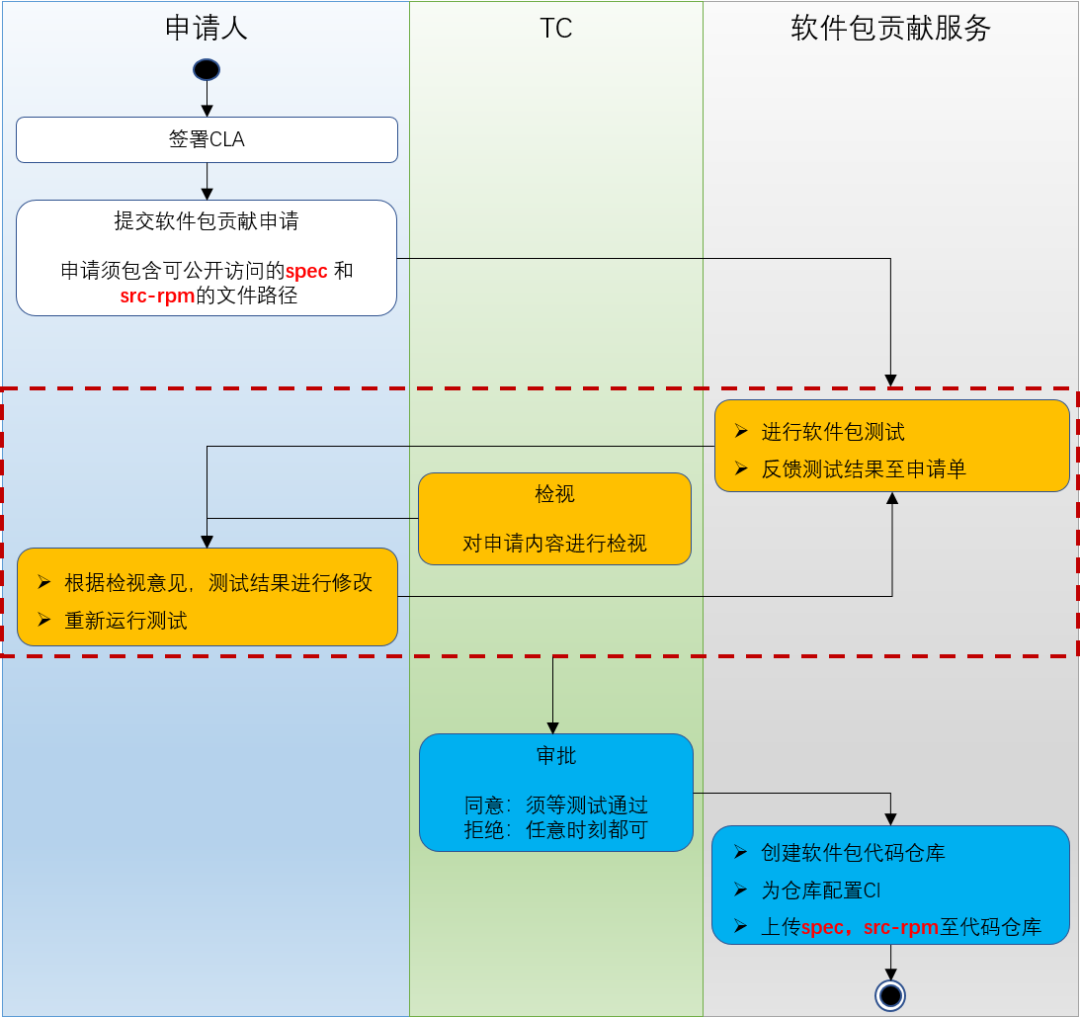 申请人
TC
软件包贡献服务
签署CLA
提交软件包贡献申请
申请须包含可公开访问的spec 和
src-rpm的文件路径
进行软件包测试
反馈测试结果至申请单
检视
对申请内容进行检视
根据检视意见，测试结果进行修改
重新运行测试
审批
同意：须等测试通过
拒绝：任意时刻都可
创建软件包代码仓库
为仓库配置CI
上传spec，src-rpm至代码仓库